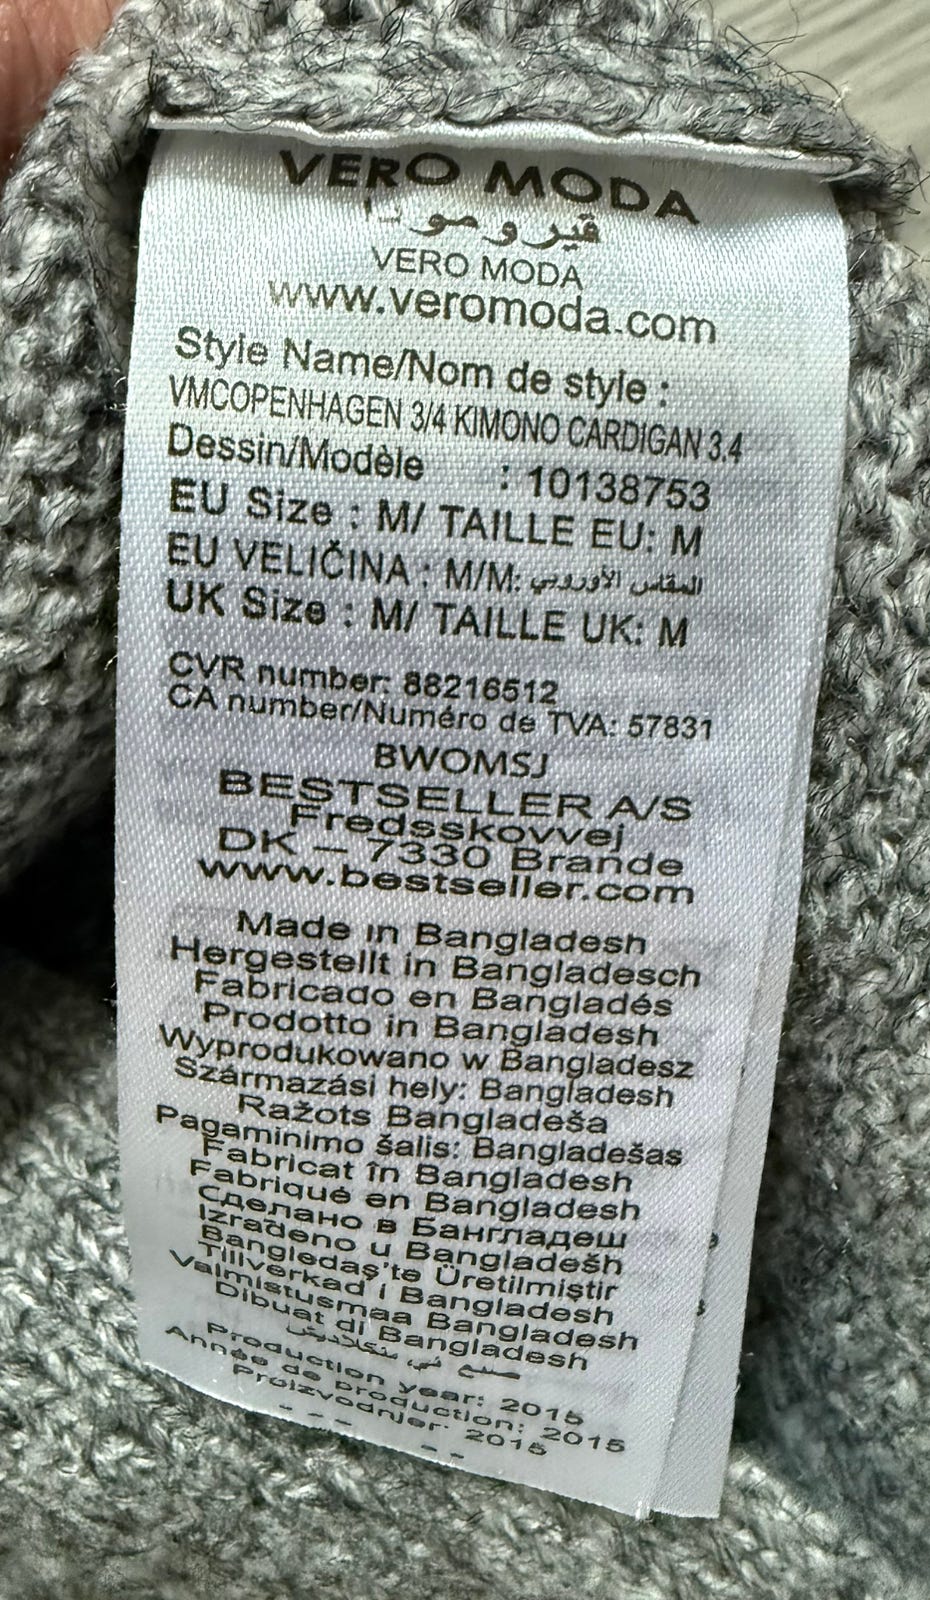 VERO MODA
ڤيرومودا
VERO MODA
www.veromoda.com
Style Name/Nom de style :
VMCOPENHAGEN 3/4 KIMONO CARDIGAN 3.4
Dessin/Modèle : 10138753
EU Size : M/ TAILLE EU: M
EU VELIČINA : M/M: المقاس الأوروبي
UK Size : M/ TAILLE UK: M
CVR number: 88216512
CA number/Numéro de TVA: 57831
BWOMSJ
BESTSELLER A/S
Fredsskovvej
DK – 7330 Brande
www.bestseller.com
Made in Bangladesh
Hergestellt in Bangladesch
Fabricado en Bangladés
Prodotto in Bangladesh
Wyprodukowano w Bangladesz
Származási hely: Bangladesh
Ražots Bangladeša
Pagaminimo šalis: Bangladešas
Fabricat în Bangladesh
Fabriqué en Bangladesh
Сделано в Бангладеш
Izrađeno u Bangladešh
Bangledaş'te Üretilmiştir
Tillverkad i Bangladesh
Valmistusmaa Bangladesh
Dibuat di Bangladesh
صنع في بنكلاديش
Production year: 2015
Année de production: 2015
Proizvodnjer 2015